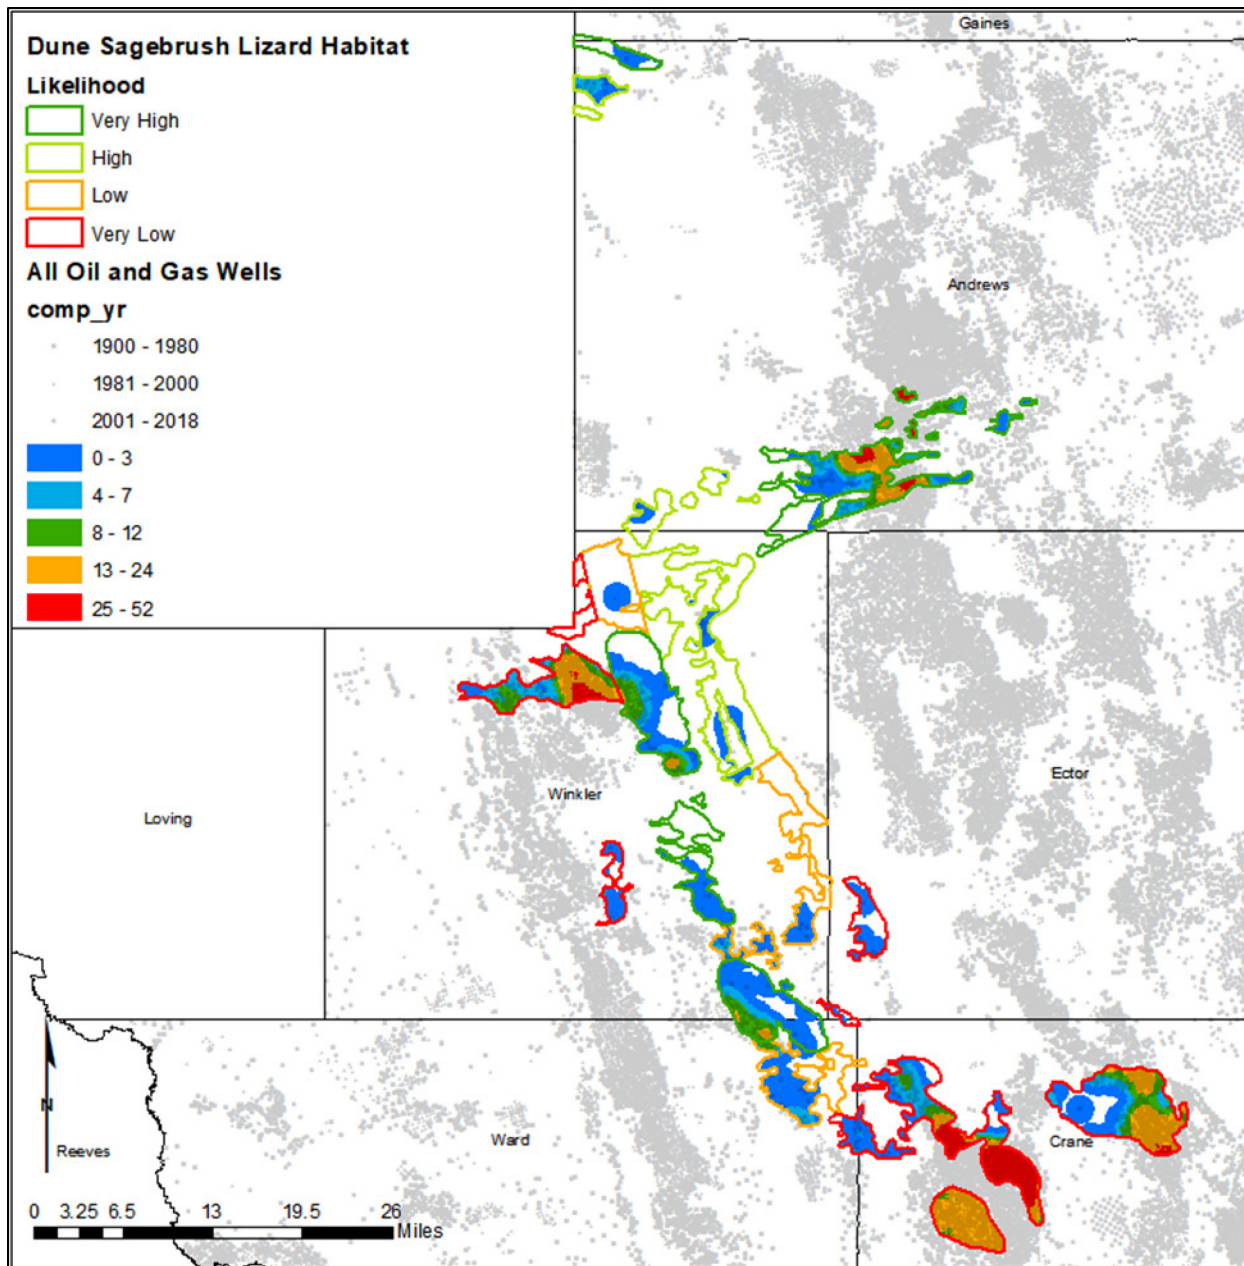 Dune Sagebrush Lizard Habitat
Likelihood
Very High
High
Low
Very Low
All Oil and Gas Wells
comp_yr
1900 - 1980
1981 - 2000
2001 - 2018
0 - 3
4 - 7
8 - 12
13 - 24
25 - 52
Gaines
Andrews
Ector
Winkler
Loving
N
Reeves
Ward
Crane
0 3.25 6.5 13 19.5 26
Miles